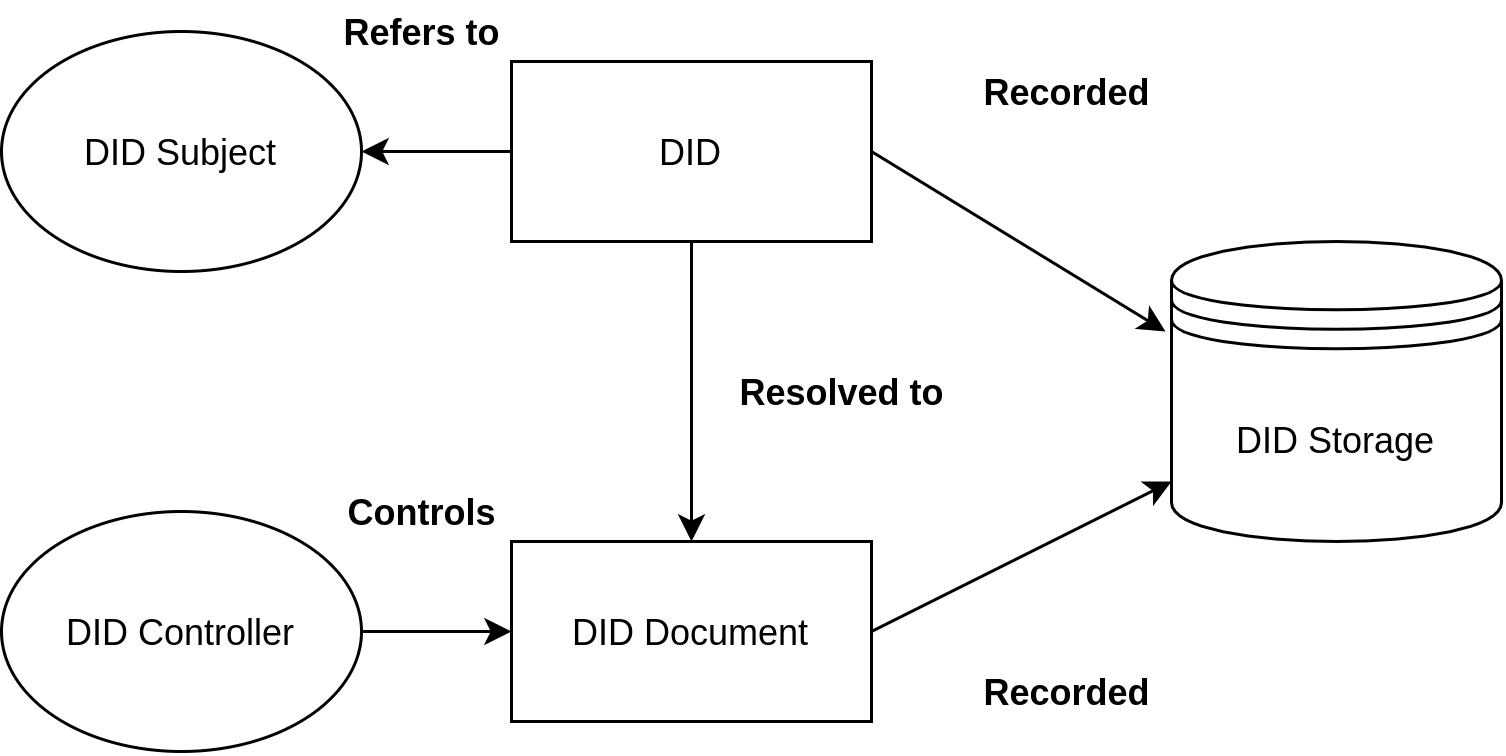 Refers to
Recorded
DID Subject
DID
Resolved to
DID Storage
Controls
DID Controller
DID Document
Recorded